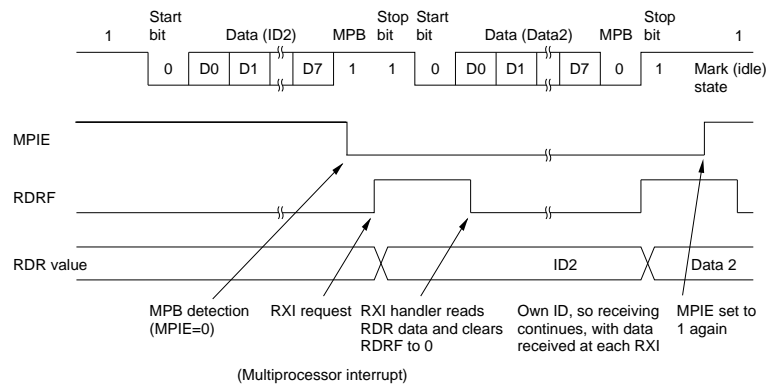 Start bit
Data (ID2)
MPB
Stop bit
Start bit
Data (Data2)
MPB
Stop bit
1
1
0
D0
D1
D7
1
1
0
D0
D1
D7
0
1
Mark (idle) state
MPIE
RDRF
RDR value
ID2
Data 2
MPB detection
(MPIE=0)
RXI request
RXI handler reads
RDR data and clears
RDRF to 0
Own ID, so receiving
continues, with data
received at each RXI
MPIE set to
1 again
(Multiprocessor interrupt)